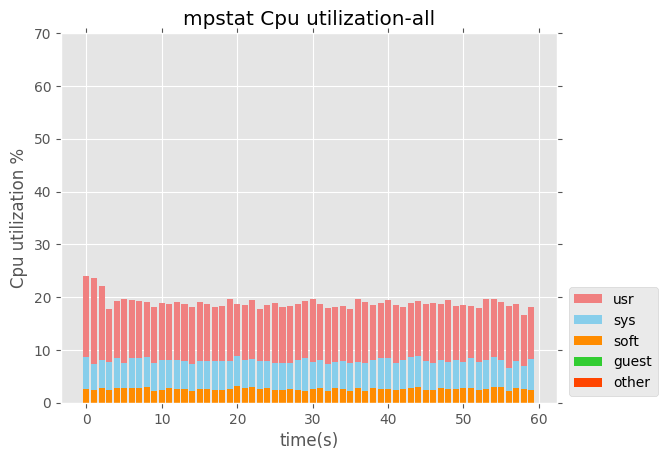 mpstat Cpu utilization-all
70
60
50
40
30
20
10
0
Cpu utilization %
0 10 20 30 40 50 60
time(s)
usr
sys
soft
guest
other